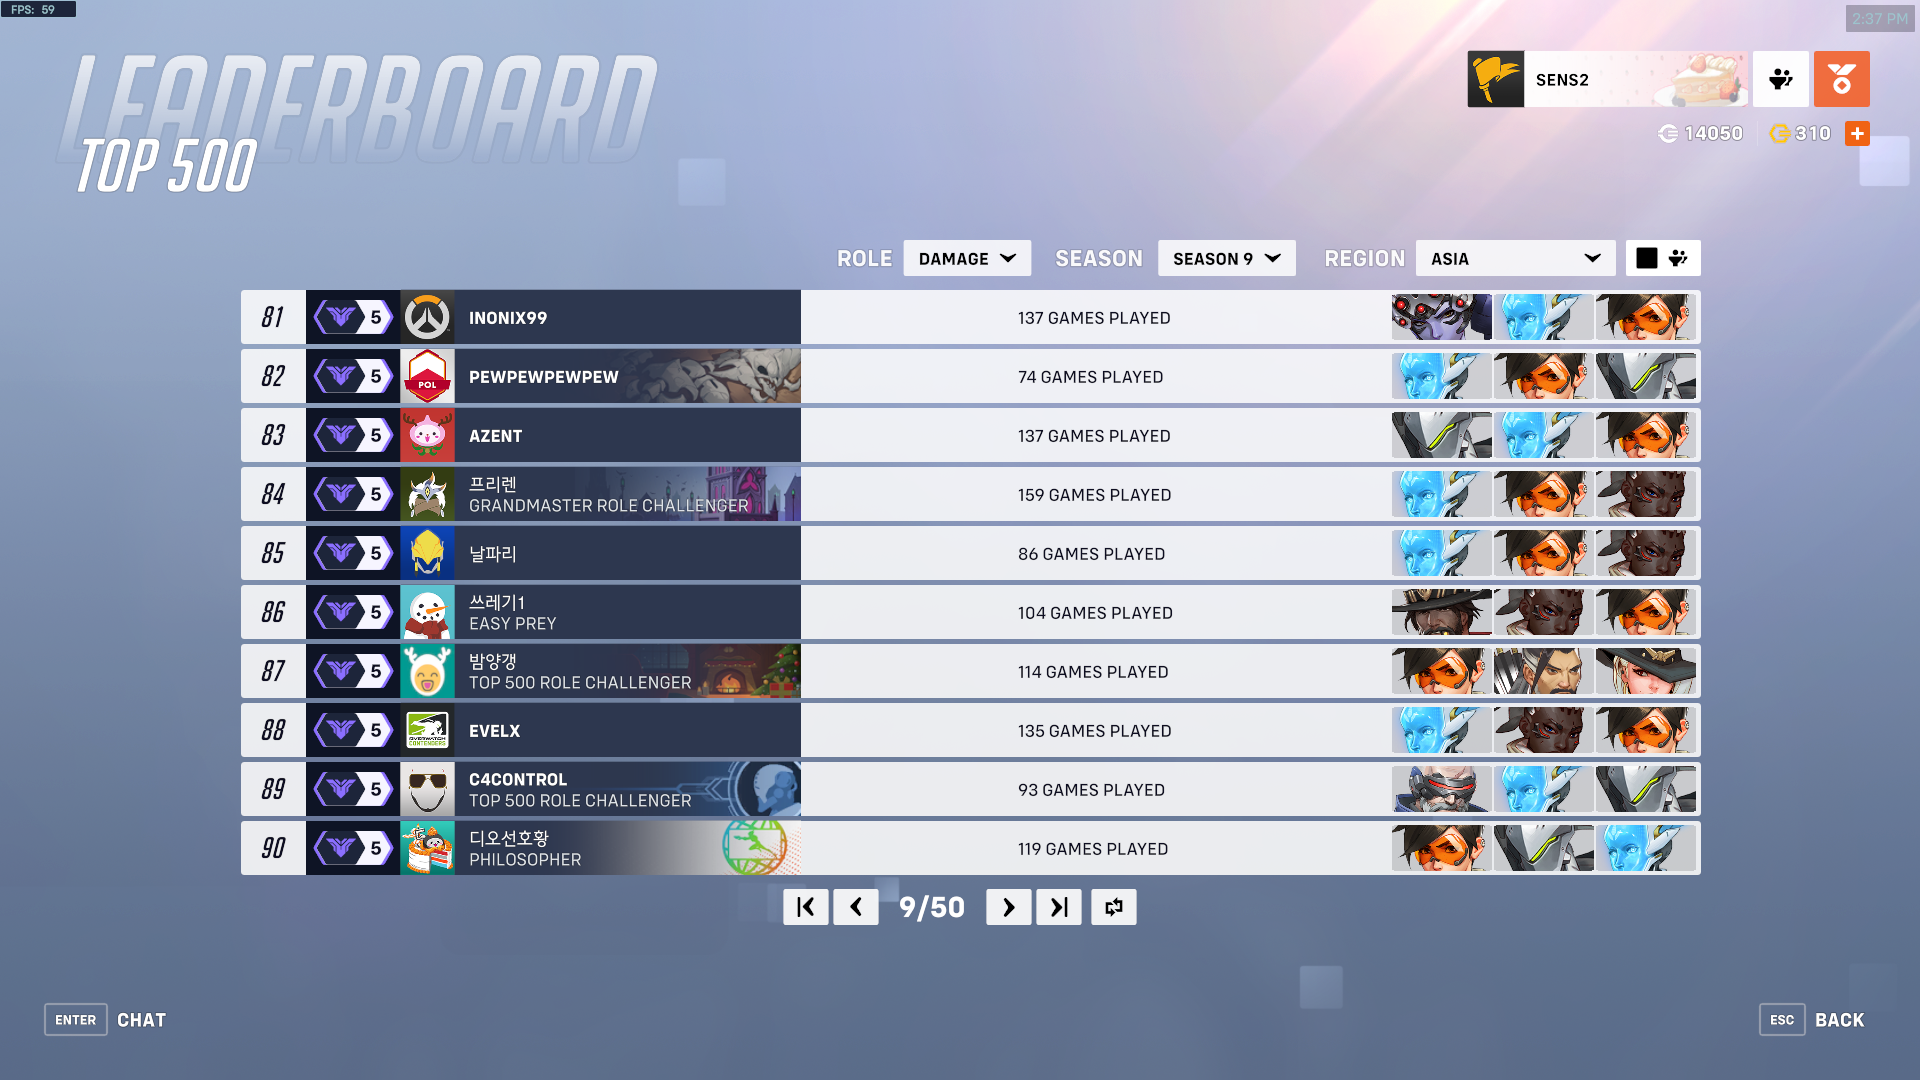 FPS: 59
2:37 PM
LEADERBOARD
TOP 500
SENS2
14050
310
ROLE DAMAGE SEASON SEASON 9 REGION ASIA
81 5 INONIX99 137 GAMES PLAYED
82 5 POL PEWPEWPEWPEW 74 GAMES PLAYED
83 5 AZENT 137 GAMES PLAYED
84 5 프리렌 159 GAMES PLAYED
GRANDMASTER ROLE CHALLENGER
85 5 날파리 86 GAMES PLAYED
86 5 쓰레기1 104 GAMES PLAYED
EASY PREY
87 5 밤양갱 114 GAMES PLAYED
TOP 500 ROLE CHALLENGER
88 5 OVERWATCH CONTENDERS EVELX 135 GAMES PLAYED
89 5 C4CONTROL 93 GAMES PLAYED
TOP 500 ROLE CHALLENGER
90 5 디오선호황 119 GAMES PLAYED
PHILOSOPHER
9/50
ENTER CHAT
ESC BACK